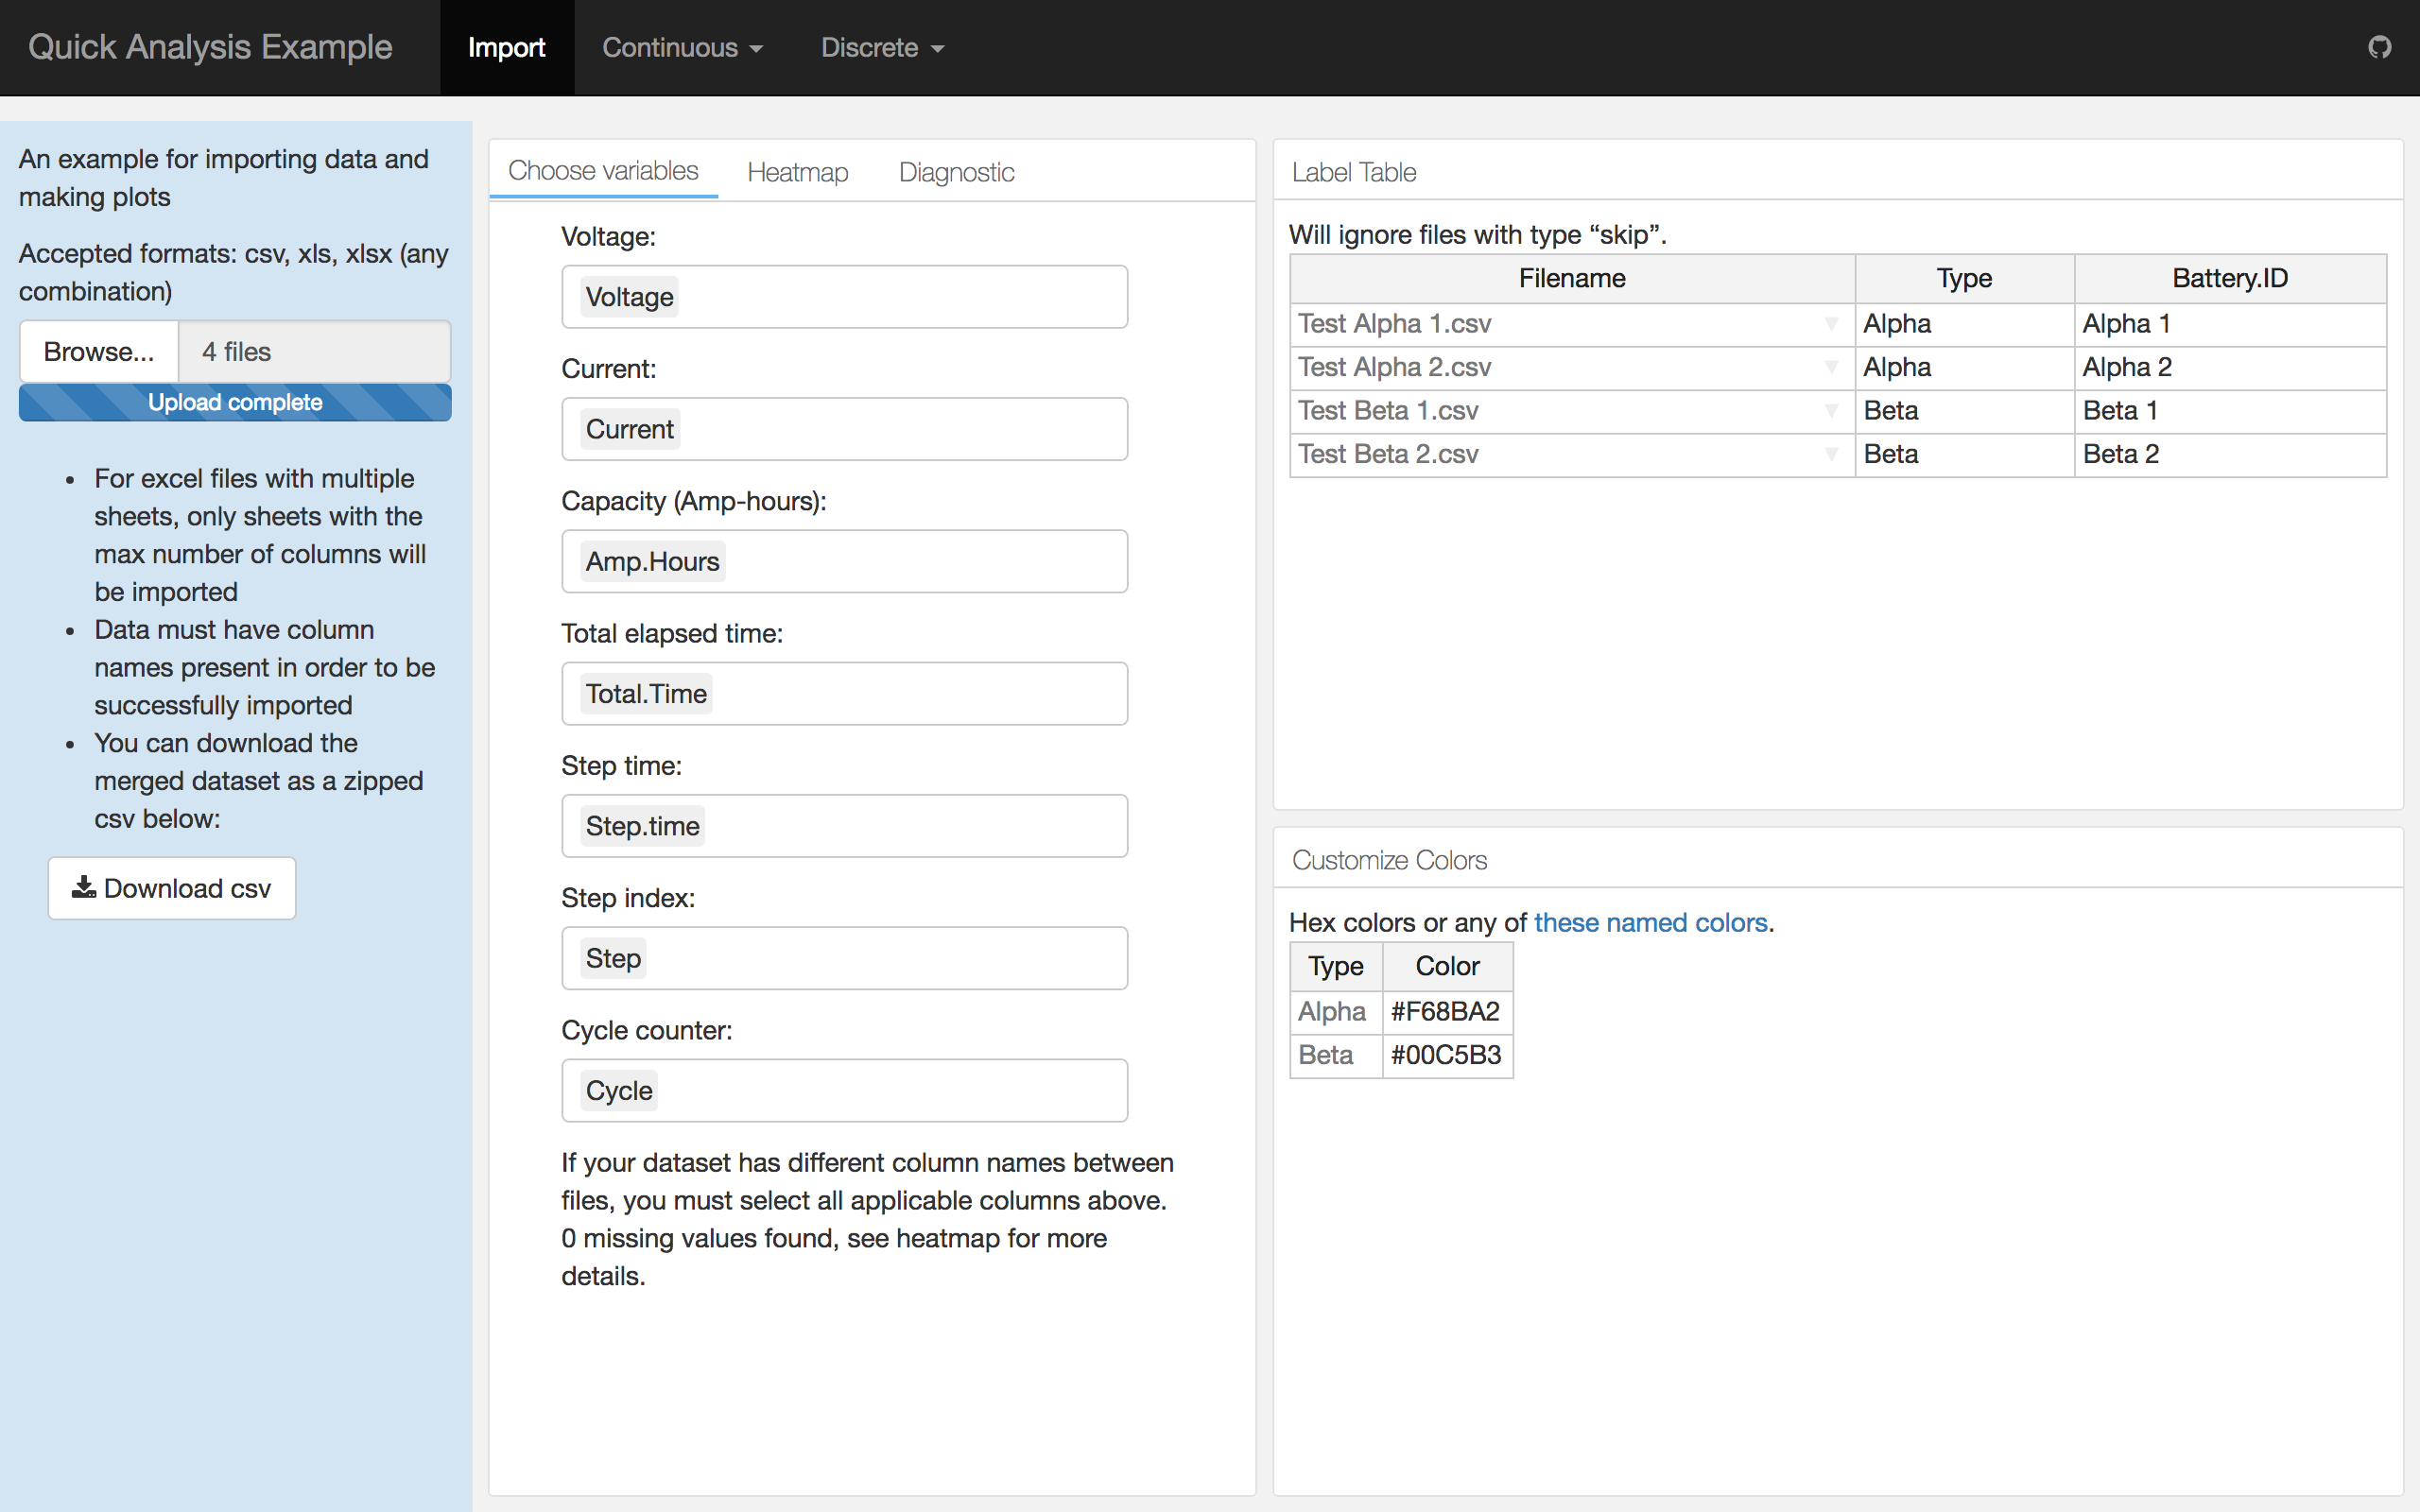 Quick Analysis Example Import Continuous Discrete
An example for importing data and
making plots
Accepted formats: csv, xls, xlsx (any
combination)
Browse... 4 files
Upload complete
• For excel files with multiple
sheets, only sheets with the
max number of columns will
be imported
• Data must have column
names present in order to be
successfully imported
• You can download the
merged dataset as a zipped
csv below:
Download csv
Choose variables Heatmap Diagnostic
Voltage:
Voltage
Current:
Current
Capacity (Amp-hours):
Amp.Hours
Total elapsed time:
Total.Time
Step time:
Step.time
Step index:
Step
Cycle counter:
Cycle
If your dataset has different column names between
files, you must select all applicable columns above.
0 missing values found, see heatmap for more
details.
Label Table
Will ignore files with type “skip”.
Filename Type Battery.ID
Test Alpha 1.csv Alpha Alpha 1
Test Alpha 2.csv Alpha Alpha 2
Test Beta 1.csv Beta Beta 1
Test Beta 2.csv Beta Beta 2
Customize Colors
Hex colors or any of these named colors.
Type Color
Alpha #F68BA2
Beta #00C5B3